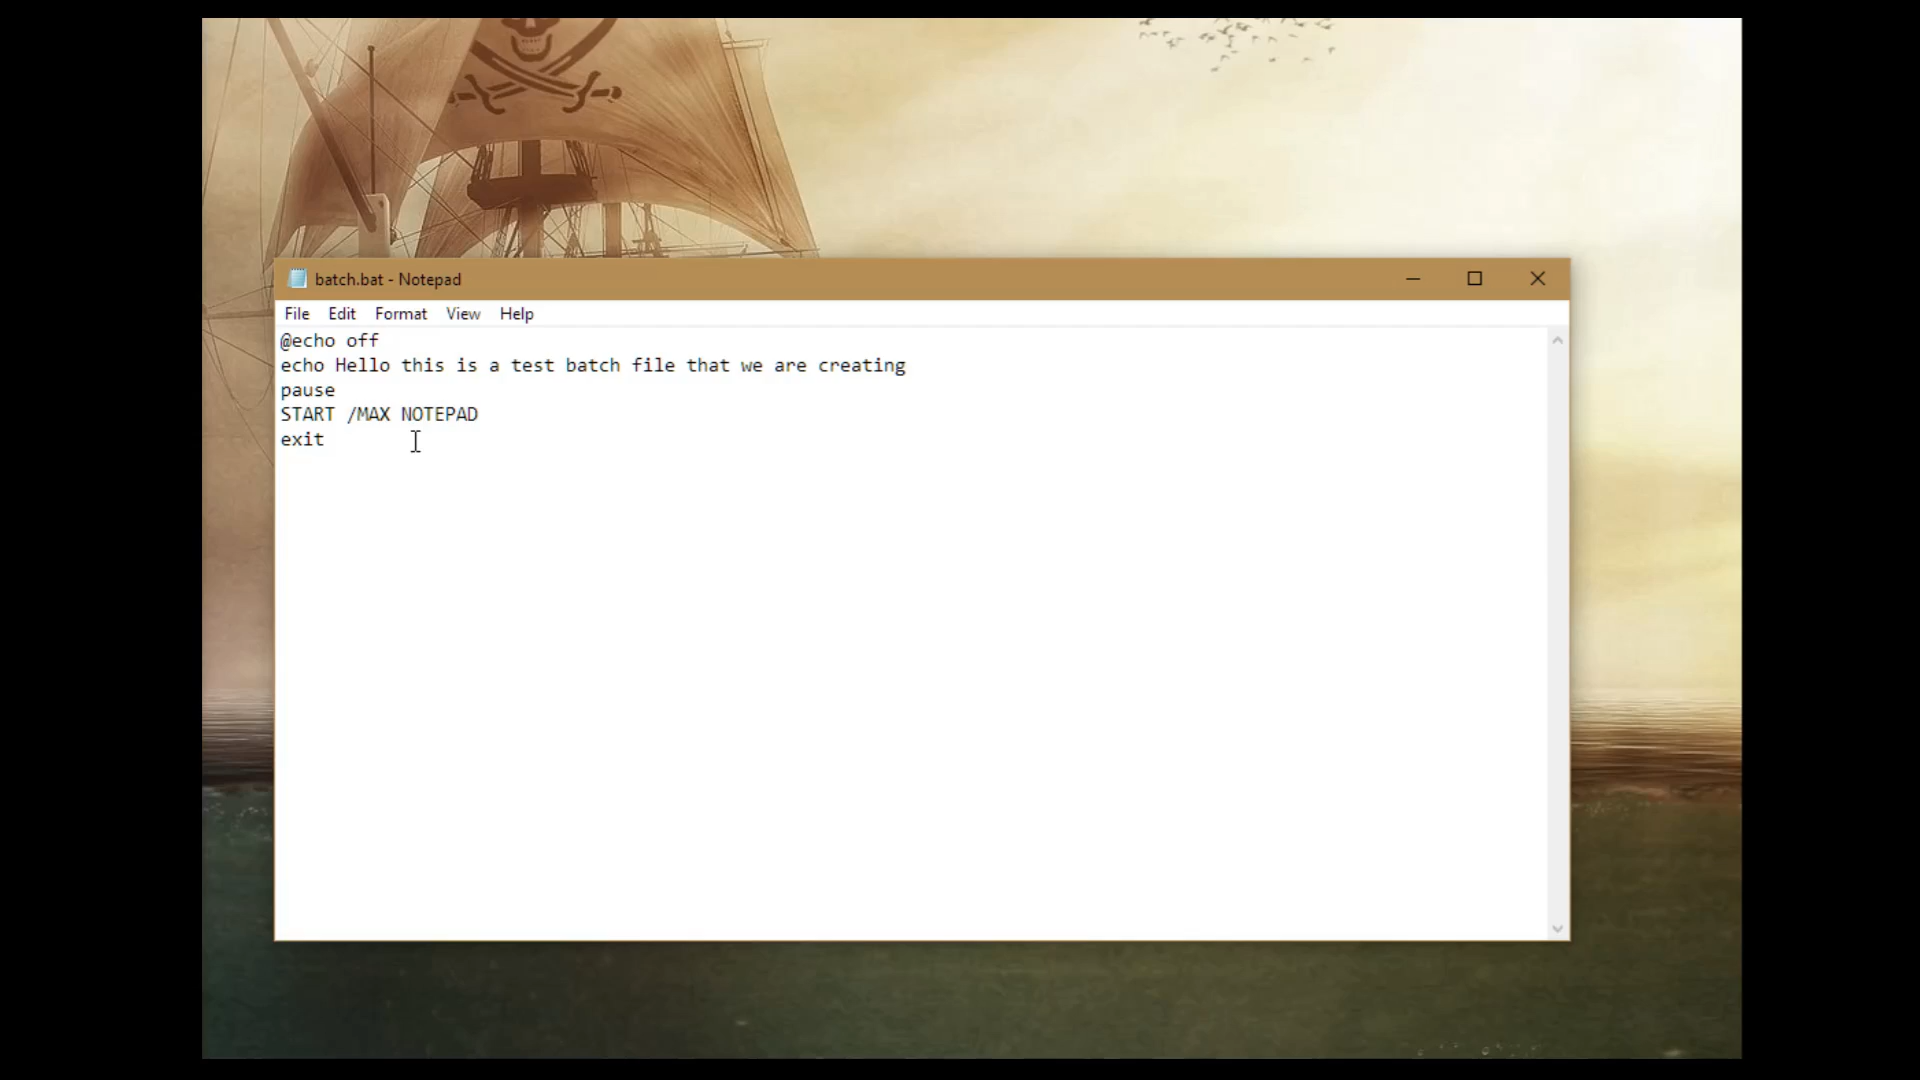 batch.bat - Notepad
File Edit Format View Help
@echo off
echo Hello this is a test batch file that we are creating
pause
START /MAX NOTEPAD
exit